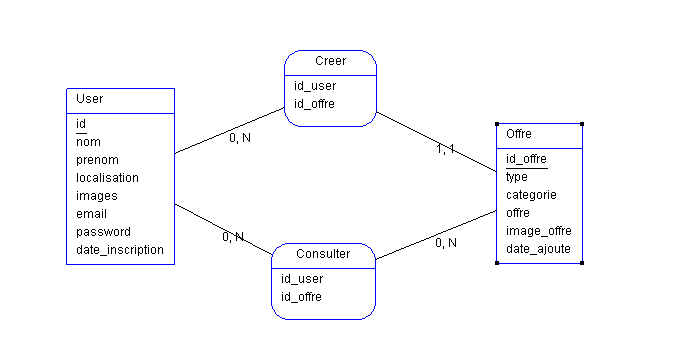 Creer
id_user
id_offre
User
id
nom
prenom
localisation
images
email
password
date_inscription
0, N
1, 1
Offre
id_offre
type
categorie
offre
image_offre
date_ajoute
0, N
0, N
Consulter
id_user
id_offre